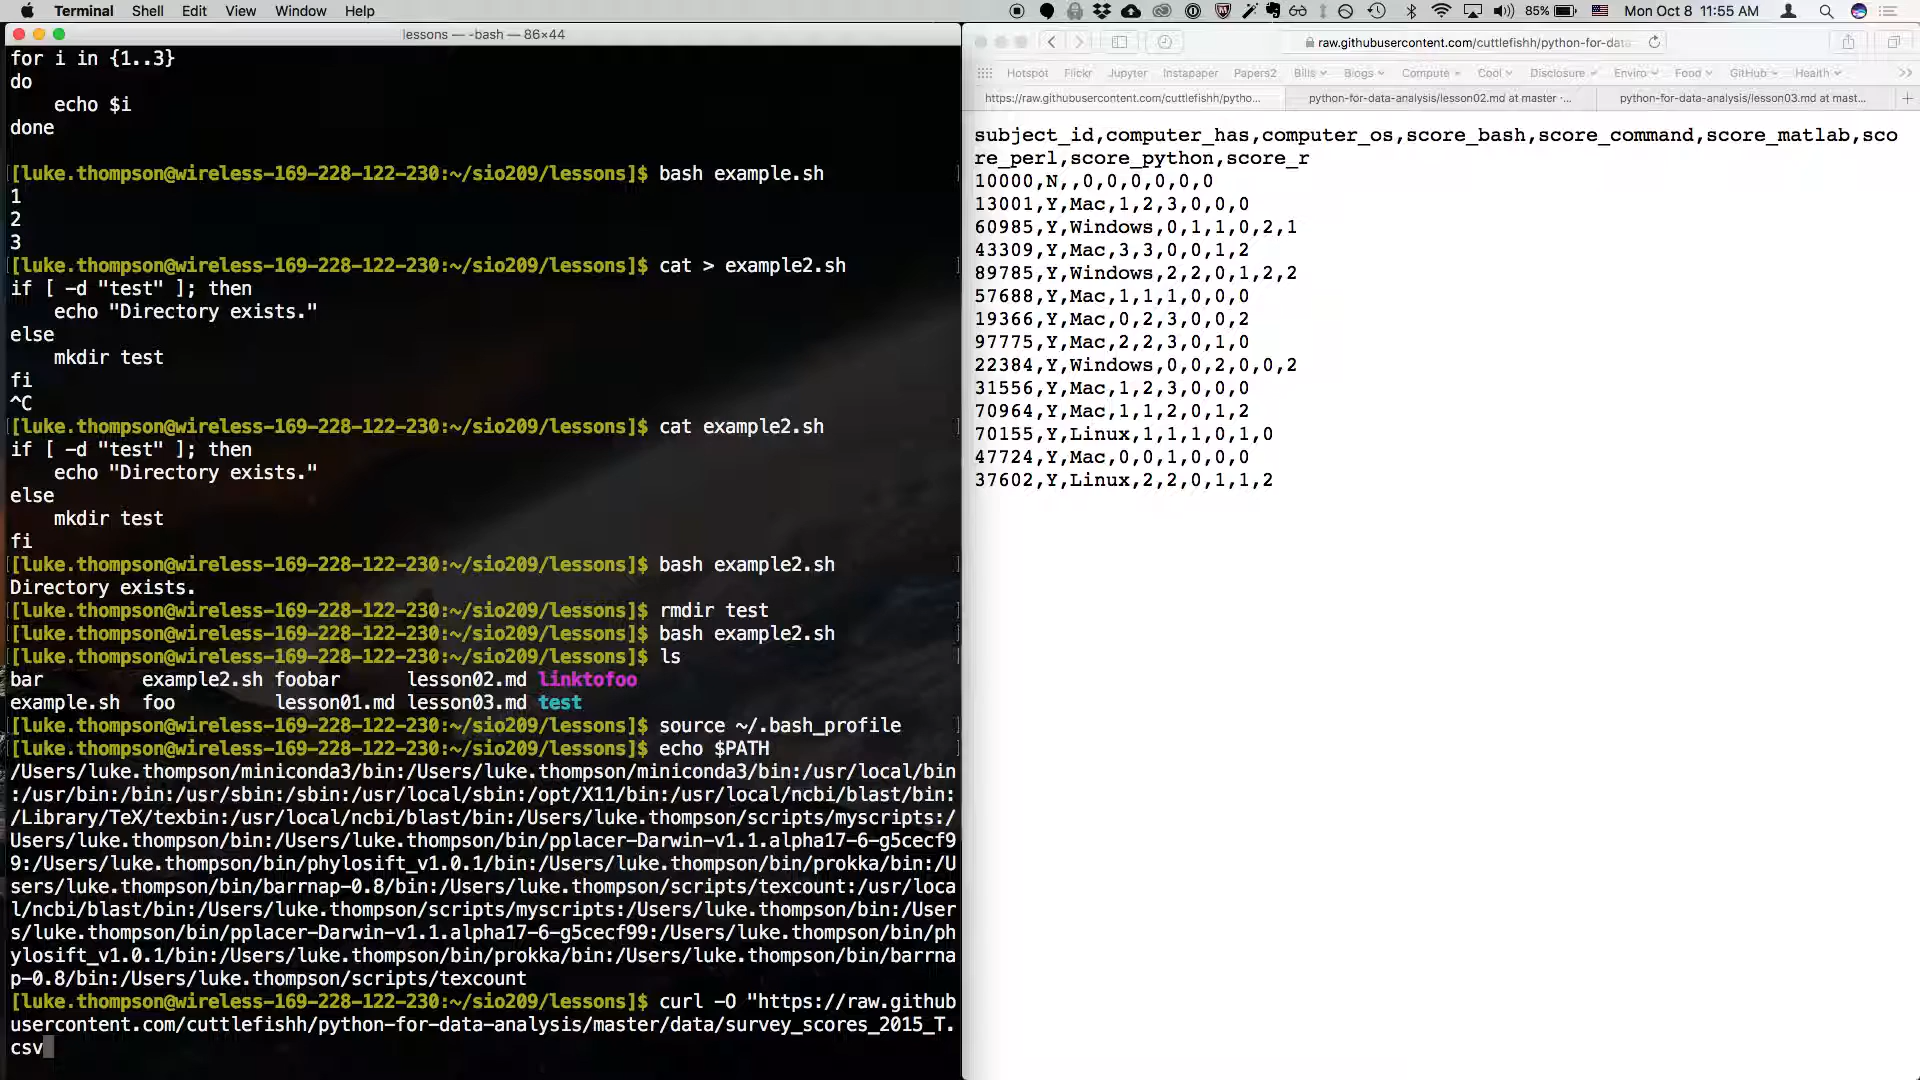 Terminal Shell Edit View Window Help
85% Mon Oct 8 11:55 AM
lessons — -bash — 86×44
for i in {1..3}
do
    echo $i
done
[luke.thompson@wireless-169-228-122-230:~/sio209/lessons]$ bash example.sh
1
2
3
[luke.thompson@wireless-169-228-122-230:~/sio209/lessons]$ cat > example2.sh
if [ -d "test" ]; then
    echo "Directory exists."
else
    mkdir test
fi
^C
[luke.thompson@wireless-169-228-122-230:~/sio209/lessons]$ cat example2.sh
if [ -d "test" ]; then
    echo "Directory exists."
else
    mkdir test
fi
[luke.thompson@wireless-169-228-122-230:~/sio209/lessons]$ bash example2.sh
Directory exists.
[luke.thompson@wireless-169-228-122-230:~/sio209/lessons]$ rmdir test
[luke.thompson@wireless-169-228-122-230:~/sio209/lessons]$ bash example2.sh
[luke.thompson@wireless-169-228-122-230:~/sio209/lessons]$ ls
bar example2.sh foobar lesson02.md linktofoo
example.sh foo lesson01.md lesson03.md test
[luke.thompson@wireless-169-228-122-230:~/sio209/lessons]$ source ~/.bash_profile
[luke.thompson@wireless-169-228-122-230:~/sio209/lessons]$ echo $PATH
/Users/luke.thompson/miniconda3/bin:/Users/luke.thompson/miniconda3/bin:/usr/local/bin
:/usr/bin:/bin:/usr/sbin:/sbin:/usr/local/sbin:/opt/X11/bin:/usr/local/ncbi/blast/bin:
/Library/TeX/texbin:/usr/local/ncbi/blast/bin:/Users/luke.thompson/scripts/myscripts:/
Users/luke.thompson/bin:/Users/luke.thompson/bin/pplacer-Darwin-v1.1.alpha17-6-g5cecf9
9:/Users/luke.thompson/bin/phylosift_v1.0.1/bin:/Users/luke.thompson/bin/prokka/bin:/U
sers/luke.thompson/bin/barrnap-0.8/bin:/Users/luke.thompson/scripts/texcount:/usr/loca
l/ncbi/blast/bin:/Users/luke.thompson/scripts/myscripts:/Users/luke.thompson/bin:/User
s/luke.thompson/bin/pplacer-Darwin-v1.1.alpha17-6-g5cecf99:/Users/luke.thompson/bin/ph
ylosift_v1.0.1/bin:/Users/luke.thompson/bin/prokka/bin:/Users/luke.thompson/bin/barrna
p-0.8/bin:/Users/luke.thompson/scripts/texcount
[luke.thompson@wireless-169-228-122-230:~/sio209/lessons]$ curl -O "https://raw.github
usercontent.com/cuttlefishh/python-for-data-analysis/master/data/survey_scores_2015_T.
csv
raw.githubusercontent.com/cuttlefishh/python-for-dat
Hotspot Flickr Jupyter Instapaper Papers2 Bills Blogs Compute Cool Disclosure Enviro Food GitHub Health
https://raw.githubusercontent.com/cuttlefishh/pytho... python-for-data-analysis/lesson02.md at master ·... python-for-data-analysis/lesson03.md at mast...
subject_id,computer_has,computer_os,score_bash,score_command,score_matlab,sco
re_perl,score_python,score_r
10000,N,,0,0,0,0,0,0
13001,Y,Mac,1,2,3,0,0,0
60985,Y,Windows,0,1,1,0,2,1
43309,Y,Mac,3,3,0,0,1,2
89785,Y,Windows,2,2,0,1,2,2
57688,Y,Mac,1,1,1,0,0,0
19366,Y,Mac,0,2,3,0,0,2
97775,Y,Mac,2,2,3,0,1,0
22384,Y,Windows,0,0,2,0,0,2
31556,Y,Mac,1,2,3,0,0,0
70964,Y,Mac,1,1,2,0,1,2
70155,Y,Linux,1,1,1,0,1,0
47724,Y,Mac,0,0,1,0,0,0
37602,Y,Linux,2,2,0,1,1,2